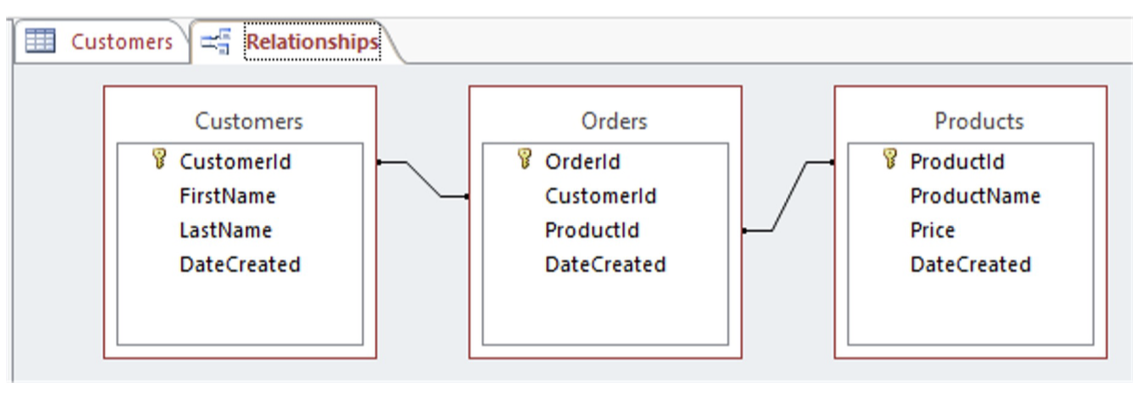 Customers
Relationships
Customers
CustomerId
FirstName
LastName
DateCreated
Orders
OrderId
CustomerId
ProductId
DateCreated
Products
ProductId
ProductName
Price
DateCreated